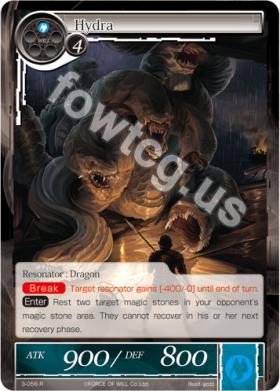 Hydra
WILL
4
fowtcg.us
Resonator : Dragon
Break Target resonator gains [-400/-0] until end of turn.
Enter Rest two target magic stones in your opponent's
magic stone area. They cannot recover in his or her next
recovery phase.
ATK 900/ DEF 800
3-056 R ©FORCE OF WILL Co.,Ltd.